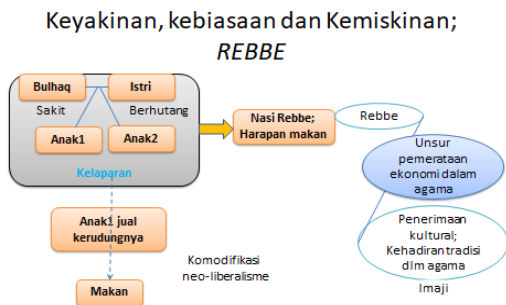 Keyakinan, kebiasaan dan Kemiskinan;
REBBE
Bulhaq
Istri
Sakit
Berhutang
Anak1
Anak2
Kelaparan
Nasi Rebbe;
Harapan makan
Rebbe
Unsur
pemerataan
ekonomi dalam
agama
Penerimaan
kultural;
Kehadiran tradisi
dlm agama
Imaji
Anak1 jual
kerudungnya
Komodifikasi
neo-liberalisme
Makan